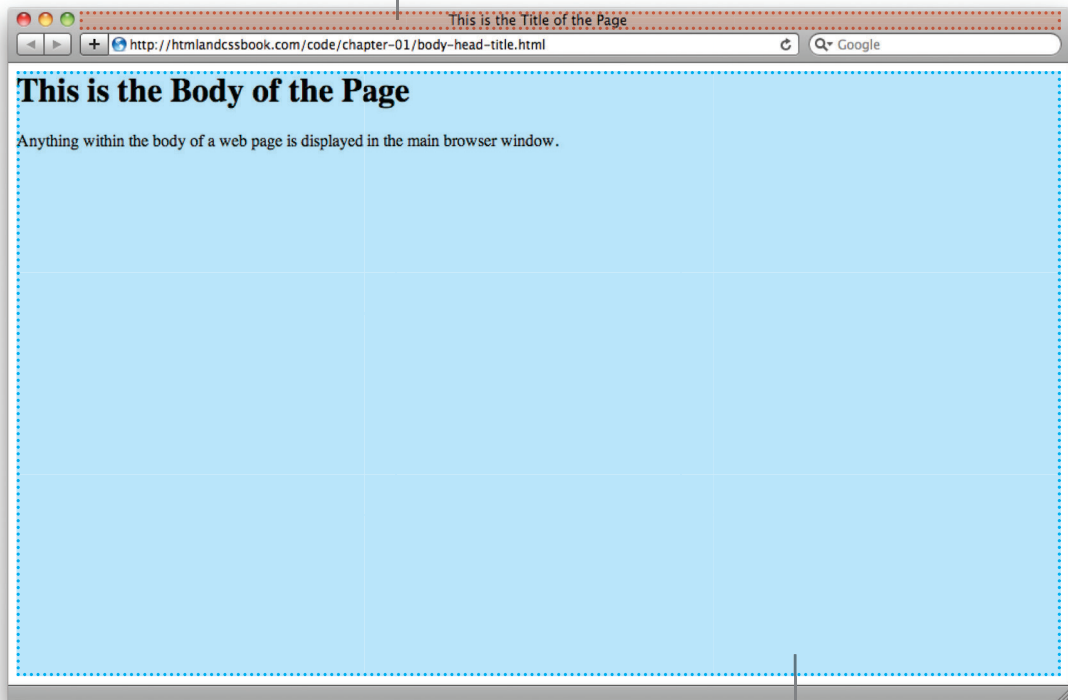 This is the Title of the Page
http://htmlandcssbook.com/code/chapter-01/body-head-title.html
Google
This is the Body of the Page
Anything within the body of a web page is displayed in the main browser window.